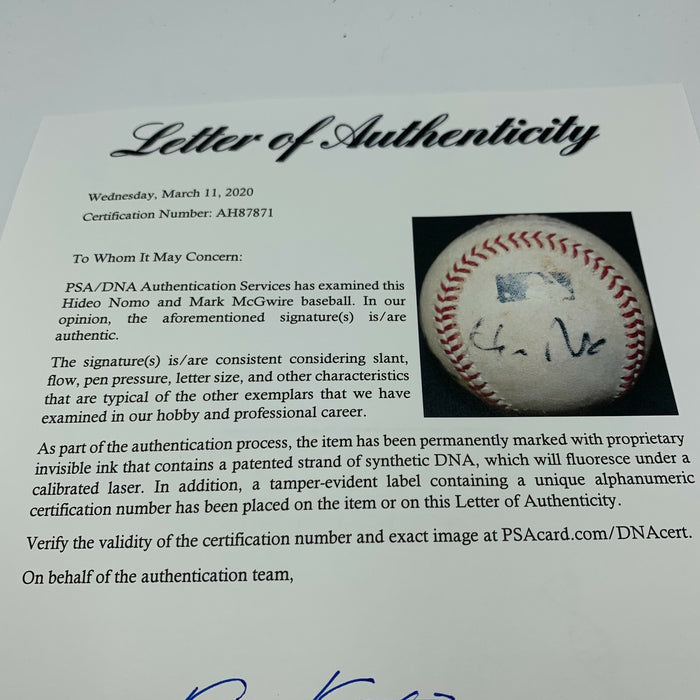 Letter of Authenticity
Wednesday, March 11, 2020
Certification Number: AH87871
To Whom It May Concern:
PSA/DNA Authentication Services has examined this
Hideo Nomo and Mark McGwire baseball. In our
opinion, the aforementioned signature(s) is/are
authentic.
The signature(s) is/are consistent considering slant,
flow, pen pressure, letter size, and other characteristics
that are typical of the other exemplars that we have
examined in our hobby and professional career.
As part of the authentication process, the item has been permanently marked with proprietary
invisible ink that contains a patented strand of synthetic DNA, which will fluoresce under a
calibrated laser. In addition, a tamper-evident label containing a unique alphanumeric
certification number has been placed on the item or on this Letter of Authenticity.
Verify the validity of the certification number and exact image at PSAcard.com/DNAcert.
On behalf of the authentication team,